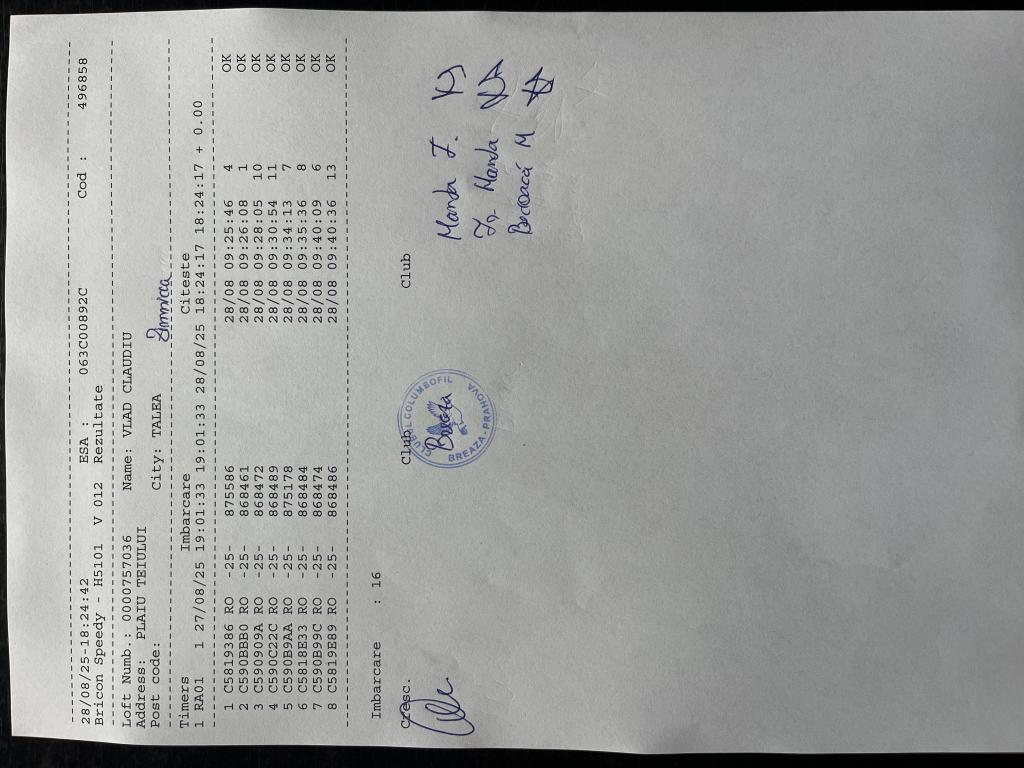 28/08/25-18:24:42 ESA : 063C00892C Cod : 496858
Bricon Speedy - H5101 V 012 Rezultate
Loft Numb.: 0000757036 Name: VLAD CLAUDIU
Address: PLAIU TEIULUI
Post code: City: TALEA
Timers Imbarcare Citeste
1 RA01 1 27/08/25 19:01:33 19:01:33 28/08/25 18:24:17 18:24:17 + 0.00
1 C5819386 RO -25- 875586 28/08 09:25:46 4 OK
2 C590BBB0 RO -25- 868461 28/08 09:26:08 1 OK
3 C590909A RO -25- 868472 28/08 09:28:05 10 OK
4 C590C22C RO -25- 868489 28/08 09:30:54 11 OK
5 C590B9AA RO -25- 875178 28/08 09:34:13 7 OK
6 C5818E33 RO -25- 868484 28/08 09:35:36 8 OK
7 C590B99C RO -25- 868474 28/08 09:40:09 6 OK
8 C5819E89 RO -25- 868486 28/08 09:40:36 13 OK
Imbarcare : 16
Cresc. Club Club
CLUBUL COLUMBOFIL
Breaza
BREAZA-PRAHOVA
Manda I.
Manda